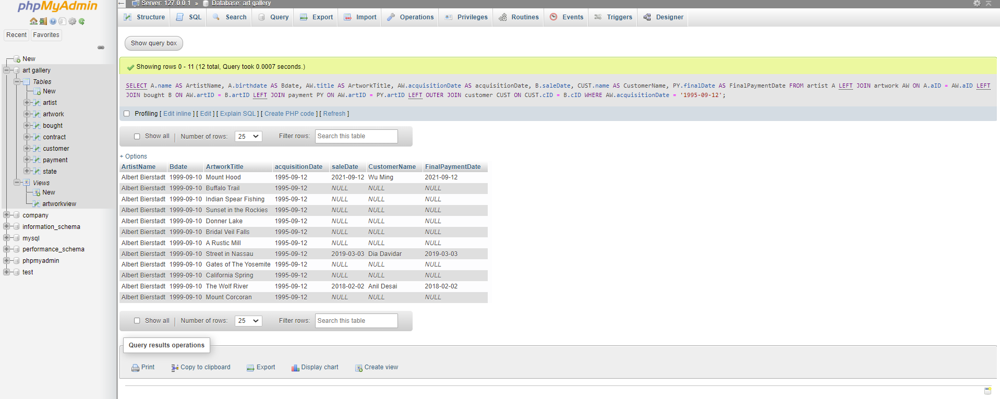 phpMyAdmin
Recent Favorites
New
art gallery
Tables
New
artist
artwork
bought
contract
customer
payment
state
Views
New
artworkview
company
information_schema
mysql
performance_schema
phpmyadmin
test
Server: 127.0.0.1 » Database: art gallery
Structure SQL Search Query Export Import Operations Privileges Routines Events Triggers Designer
Show query box
Showing rows 0 - 11 (12 total, Query took 0.0007 seconds.)
SELECT A.name AS ArtistName, A.birthdate AS Bdate, AW.title AS ArtworkTitle, AW.acquisitionDate AS acquisitionDate, B.saleDate, CUST.name AS CustomerName, PY.finalDate AS FinalPaymentDate FROM artist A LEFT JOIN artwork AW ON A.aID = AW.aID LEFT
JOIN bought B ON AW.artID = B.artID LEFT JOIN payment PY ON AW.artID = PY.artID LEFT OUTER JOIN customer CUST ON CUST.cID = B.cID WHERE AW.acquisitionDate = '1995-09-12';
Profiling [ Edit inline ] [ Edit ] [ Explain SQL ] [ Create PHP code ] [ Refresh ]
Show all | Number of rows: 25 Filter rows: Search this table
+ Options
ArtistName Bdate ArtworkTitle acquisitionDate saleDate CustomerName FinalPaymentDate
Albert Bierstadt 1999-09-10 Mount Hood 1995-09-12 2021-09-12 Wu Ming 2021-09-12
Albert Bierstadt 1999-09-10 Buffalo Trail 1995-09-12 NULL NULL NULL
Albert Bierstadt 1999-09-10 Indian Spear Fishing 1995-09-12 NULL NULL NULL
Albert Bierstadt 1999-09-10 Sunset in the Rockies 1995-09-12 NULL NULL NULL
Albert Bierstadt 1999-09-10 Donner Lake 1995-09-12 NULL NULL NULL
Albert Bierstadt 1999-09-10 Bridal Veil Falls 1995-09-12 NULL NULL NULL
Albert Bierstadt 1999-09-10 A Rustic Mill 1995-09-12 NULL NULL NULL
Albert Bierstadt 1999-09-10 Street in Nassau 1995-09-12 2019-03-03 Dia Davidar 2019-03-03
Albert Bierstadt 1999-09-10 Gates of The Yosemite 1995-09-12 NULL NULL NULL
Albert Bierstadt 1999-09-10 California Spring 1995-09-12 NULL NULL NULL
Albert Bierstadt 1999-09-10 The Wolf River 1995-09-12 2018-02-02 Anil Desai 2018-02-02
Albert Bierstadt 1999-09-10 Mount Corcoran 1995-09-12 NULL NULL NULL
Show all | Number of rows: 25 Filter rows: Search this table
Query results operations
Print Copy to clipboard Export Display chart Create view